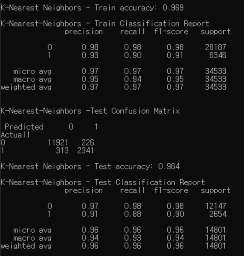 K-Nearest Neighbors - Train accuracy: 0.969
K-Nearest-Neighbors - Train Classification Report
precision recall f1-score support
0 0.98 0.98 0.98 28187
1 0.93 0.90 0.91 6346
micro avg 0.97 0.97 0.97 34533
macro avg 0.95 0.94 0.95 34533
weighted avg 0.97 0.97 0.97 34533
K-Nearest-Neighbors -Test Confusion Matrix
Predicted 0 1
Actuall
0 11921 226
1 313 2341
K-Nearest Neighbors - Test accuracy: 0.964
K-Nearest-Neighbors - Test Classification Report
precision recall f1-score support
0 0.97 0.98 0.98 12147
1 0.91 0.88 0.90 2654
micro avg 0.96 0.96 0.96 14801
macro avg 0.94 0.93 0.94 14801
weighted avg 0.96 0.96 0.96 14801